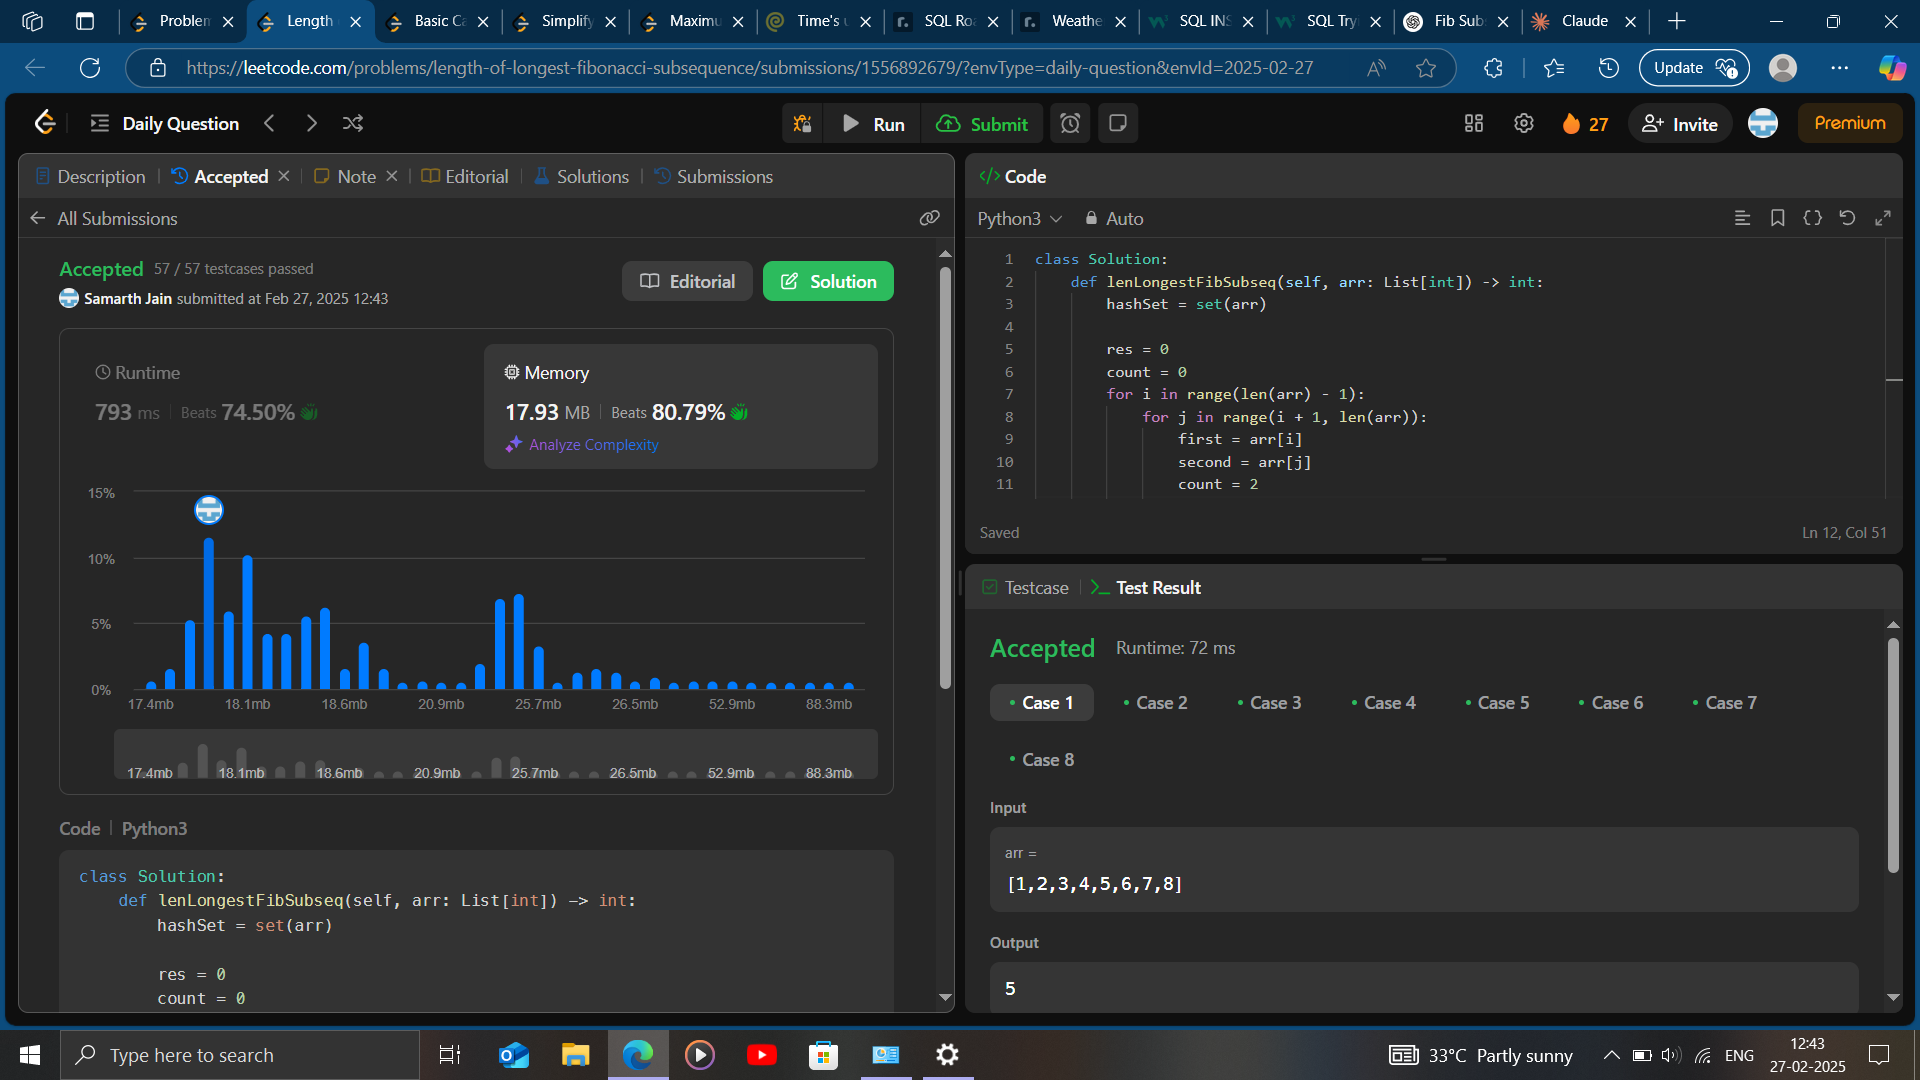 Problem
Length
Basic Ca
Simplify
Maximu
Time's u
SQL Roa
Weathe
SQL INS
SQL Tryi
Fib Sub
Claude
https://leetcode.com/problems/length-of-longest-fibonacci-subsequence/submissions/1556892679/?envType=daily-question&envId=2025-02-27
Update
Daily Question
Run
Submit
27
Invite
Premium
Description
Accepted
Note
Editorial
Solutions
Submissions
All Submissions
Accepted 57 / 57 testcases passed
Samarth Jain submitted at Feb 27, 2025 12:43
Editorial
Solution
Runtime
793 ms | Beats 74.50%
Memory
17.93 MB | Beats 80.79%
Analyze Complexity
15%
10%
5%
0%
17.4mb 18.1mb 18.6mb 20.9mb 25.7mb 26.5mb 52.9mb 88.3mb
17.4mb 18.1mb 18.6mb 20.9mb 25.7mb 26.5mb 52.9mb 88.3mb
Code | Python3
class Solution:
def lenLongestFibSubseq(self, arr: List[int]) -> int:
hashSet = set(arr)
res = 0
count = 0
</> Code
Python3
Auto
1 class Solution:
2 def lenLongestFibSubseq(self, arr: List[int]) -> int:
3 hashSet = set(arr)
4
5 res = 0
6 count = 0
7 for i in range(len(arr) - 1):
8 for j in range(i + 1, len(arr)):
9 first = arr[i]
10 second = arr[j]
11 count = 2
Saved
Ln 12, Col 51
Testcase
Test Result
Accepted Runtime: 72 ms
• Case 1 • Case 2 • Case 3 • Case 4 • Case 5 • Case 6 • Case 7
• Case 8
Input
arr =
[1,2,3,4,5,6,7,8]
Output
5
Type here to search
33°C Partly sunny
ENG
12:43
27-02-2025